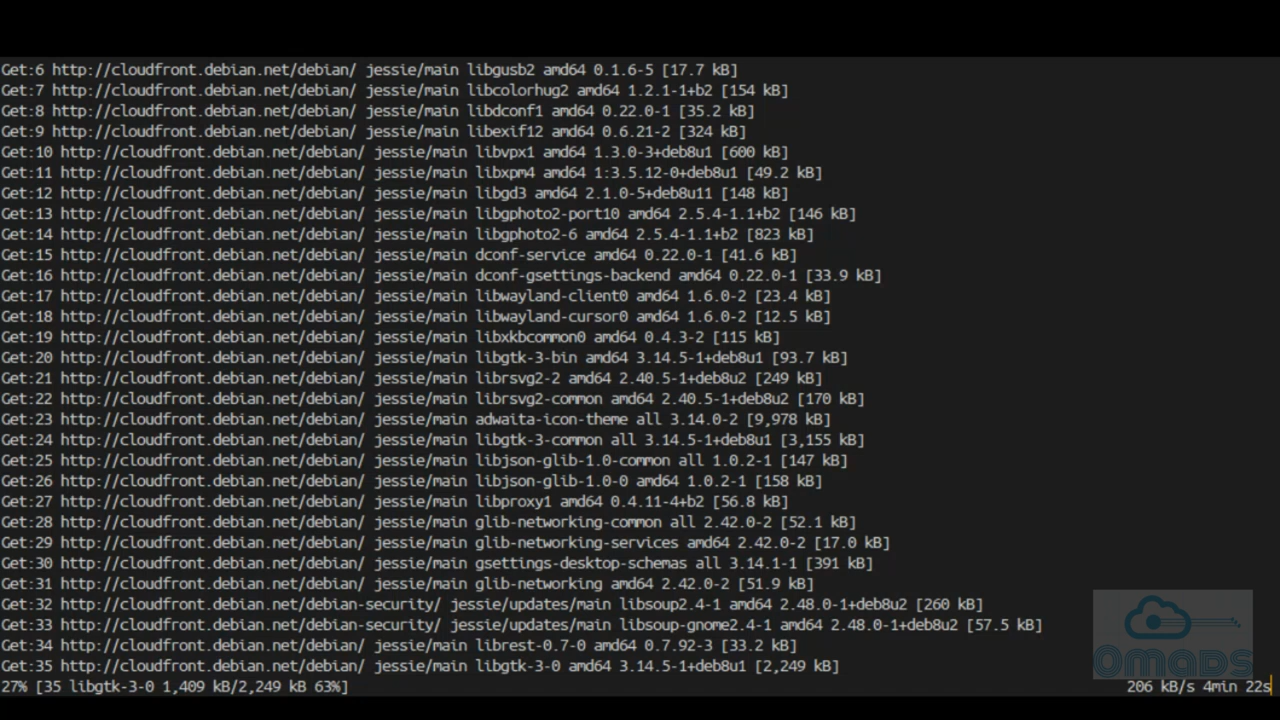 Get:6 http://cloudfront.debian.net/debian/ jessie/main libgusb2 amd64 0.1.6-5 [17.7 kB]
Get:7 http://cloudfront.debian.net/debian/ jessie/main libcolorhug2 amd64 1.2.1-1+b2 [154 kB]
Get:8 http://cloudfront.debian.net/debian/ jessie/main libdconf1 amd64 0.22.0-1 [35.2 kB]
Get:9 http://cloudfront.debian.net/debian/ jessie/main libexif12 amd64 0.6.21-2 [324 kB]
Get:10 http://cloudfront.debian.net/debian/ jessie/main libvpx1 amd64 1.3.0-3+deb8u1 [600 kB]
Get:11 http://cloudfront.debian.net/debian/ jessie/main libxpm4 amd64 1:3.5.12-0+deb8u1 [49.2 kB]
Get:12 http://cloudfront.debian.net/debian/ jessie/main libgd3 amd64 2.1.0-5+deb8u11 [148 kB]
Get:13 http://cloudfront.debian.net/debian/ jessie/main libgphoto2-port10 amd64 2.5.4-1.1+b2 [146 kB]
Get:14 http://cloudfront.debian.net/debian/ jessie/main libgphoto2-6 amd64 2.5.4-1.1+b2 [823 kB]
Get:15 http://cloudfront.debian.net/debian/ jessie/main dconf-service amd64 0.22.0-1 [41.6 kB]
Get:16 http://cloudfront.debian.net/debian/ jessie/main dconf-gsettings-backend amd64 0.22.0-1 [33.9 kB]
Get:17 http://cloudfront.debian.net/debian/ jessie/main libwayland-client0 amd64 1.6.0-2 [23.4 kB]
Get:18 http://cloudfront.debian.net/debian/ jessie/main libwayland-cursor0 amd64 1.6.0-2 [12.5 kB]
Get:19 http://cloudfront.debian.net/debian/ jessie/main libxkbcommon0 amd64 0.4.3-2 [115 kB]
Get:20 http://cloudfront.debian.net/debian/ jessie/main libgtk-3-bin amd64 3.14.5-1+deb8u1 [93.7 kB]
Get:21 http://cloudfront.debian.net/debian/ jessie/main librsvg2-2 amd64 2.40.5-1+deb8u2 [249 kB]
Get:22 http://cloudfront.debian.net/debian/ jessie/main librsvg2-common amd64 2.40.5-1+deb8u2 [170 kB]
Get:23 http://cloudfront.debian.net/debian/ jessie/main adwaita-icon-theme all 3.14.0-2 [9,978 kB]
Get:24 http://cloudfront.debian.net/debian/ jessie/main libgtk-3-common all 3.14.5-1+deb8u1 [3,155 kB]
Get:25 http://cloudfront.debian.net/debian/ jessie/main libjson-glib-1.0-common all 1.0.2-1 [147 kB]
Get:26 http://cloudfront.debian.net/debian/ jessie/main libjson-glib-1.0-0 amd64 1.0.2-1 [158 kB]
Get:27 http://cloudfront.debian.net/debian/ jessie/main libproxy1 amd64 0.4.11-4+b2 [56.8 kB]
Get:28 http://cloudfront.debian.net/debian/ jessie/main glib-networking-common all 2.42.0-2 [52.1 kB]
Get:29 http://cloudfront.debian.net/debian/ jessie/main glib-networking-services amd64 2.42.0-2 [17.0 kB]
Get:30 http://cloudfront.debian.net/debian/ jessie/main gsettings-desktop-schemas all 3.14.1-1 [391 kB]
Get:31 http://cloudfront.debian.net/debian/ jessie/main glib-networking amd64 2.42.0-2 [51.9 kB]
Get:32 http://cloudfront.debian.net/debian-security/ jessie/updates/main libsoup2.4-1 amd64 2.48.0-1+deb8u2 [260 kB]
Get:33 http://cloudfront.debian.net/debian-security/ jessie/updates/main libsoup-gnome2.4-1 amd64 2.48.0-1+deb8u2 [57.5 kB]
Get:34 http://cloudfront.debian.net/debian/ jessie/main librest-0.7-0 amd64 0.7.92-3 [33.2 kB]
Get:35 http://cloudfront.debian.net/debian/ jessie/main libgtk-3-0 amd64 3.14.5-1+deb8u1 [2,249 kB]
27% [35 libgtk-3-0 1,409 kB/2,249 kB 63%] 206 kB/s 4min 22s
Omads